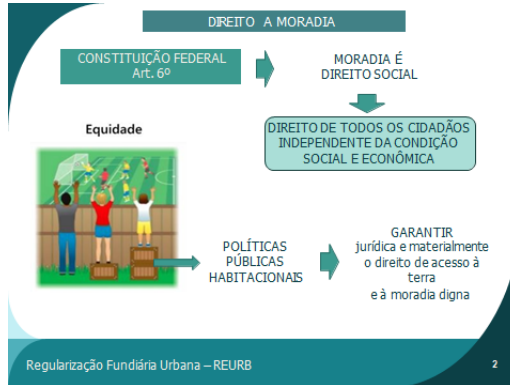 DIREITO A MORADIA
CONSTITUIÇÃO FEDERAL
Art. 6º
MORADIA É
DIREITO SOCIAL
DIREITO DE TODOS OS CIDADÃOS
INDEPENDENTE DA CONDIÇÃO
SOCIAL E ECONÔMICA
Equidade
POLÍTICAS
PÚBLICAS
HABITACIONAIS
GARANTIR
jurídica e materialmente
o direito de acesso à
terra
e à moradia digna
Regularização Fundiária Urbana – REURB
2